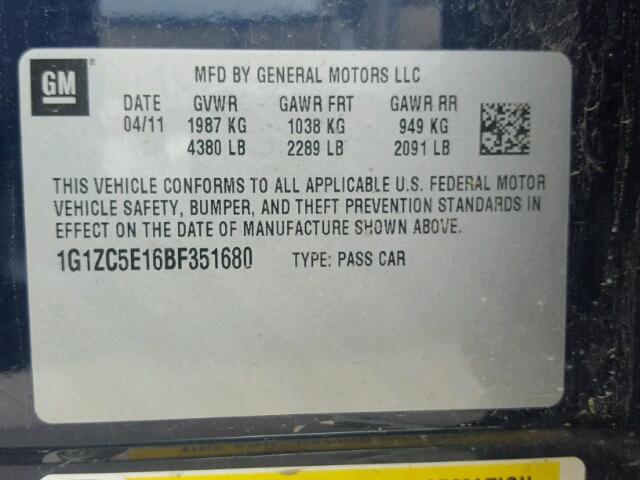 GM ®
MFD BY GENERAL MOTORS LLC
DATE GVWR GAWR FRT GAWR RR
04/11 1987 KG 1038 KG 949 KG
4380 LB 2289 LB 2091 LB
THIS VEHICLE CONFORMS TO ALL APPLICABLE U.S. FEDERAL MOTOR
VEHICLE SAFETY, BUMPER, AND THEFT PREVENTION STANDARDS IN
EFFECT ON THE DATE OF MANUFACTURE SHOWN ABOVE.
1G1ZC5E16BF351680 TYPE: PASS CAR